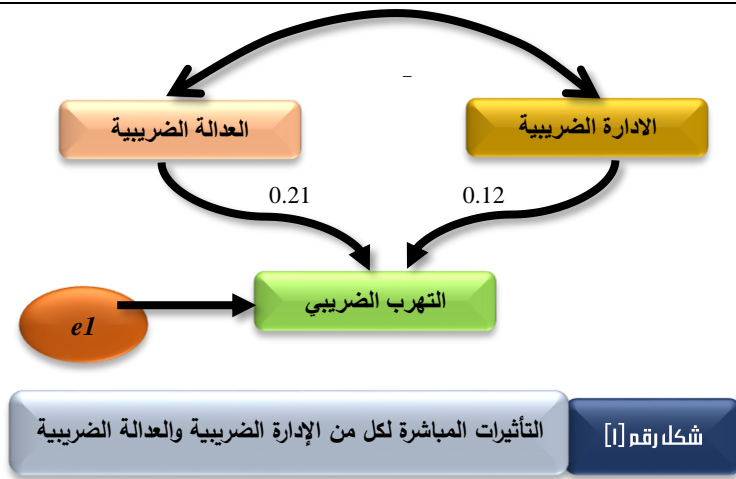 –
الادارة الضريبية
العدالة الضريبية
0.12
0.21
التهرب الضريبي
e1
شكل رقم [1]
التأثيرات المباشرة لكل من الإدارة الضريبية والعدالة الضريبية